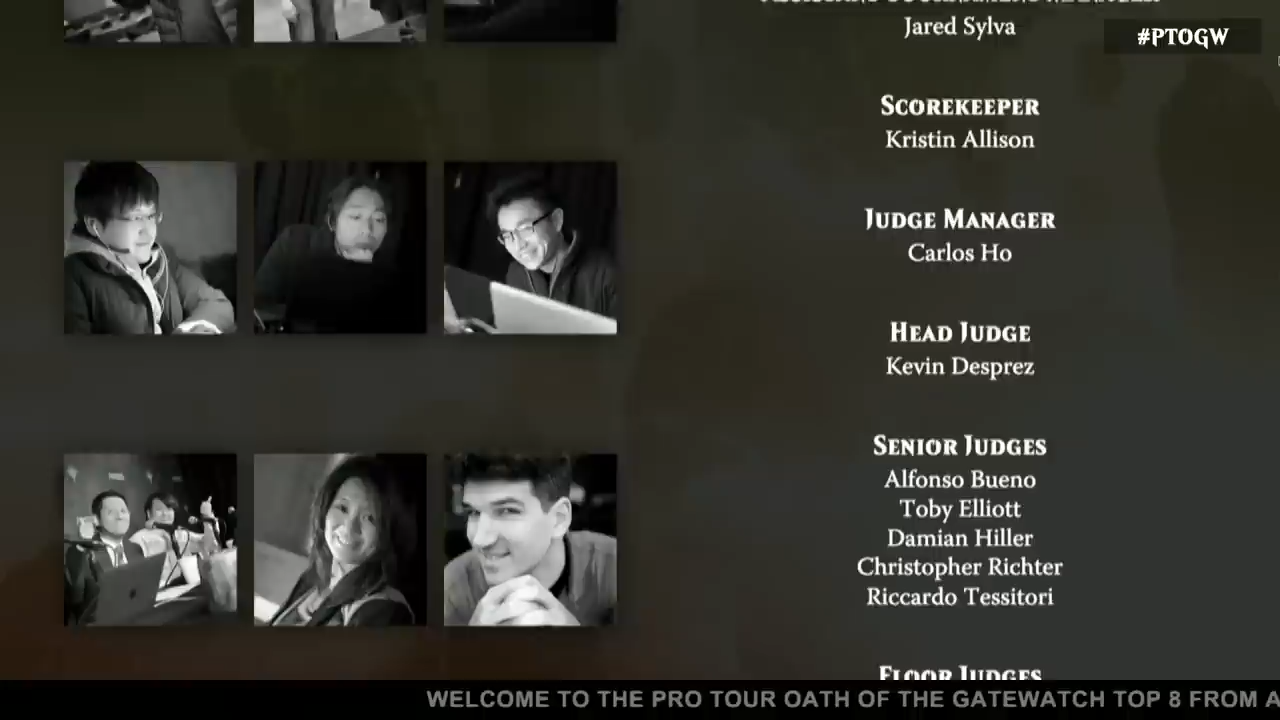 Jared Sylva
#PTOGW
SCOREKEEPER
Kristin Allison
JUDGE MANAGER
Carlos Ho
HEAD JUDGE
Kevin Desprez
SENIOR JUDGES
Alfonso Bueno
Toby Elliott
Damian Hiller
Christopher Richter
Riccardo Tessitori
FLOOR JUDGES
WELCOME TO THE PRO TOUR OATH OF THE GATEWATCH TOP 8 FROM A